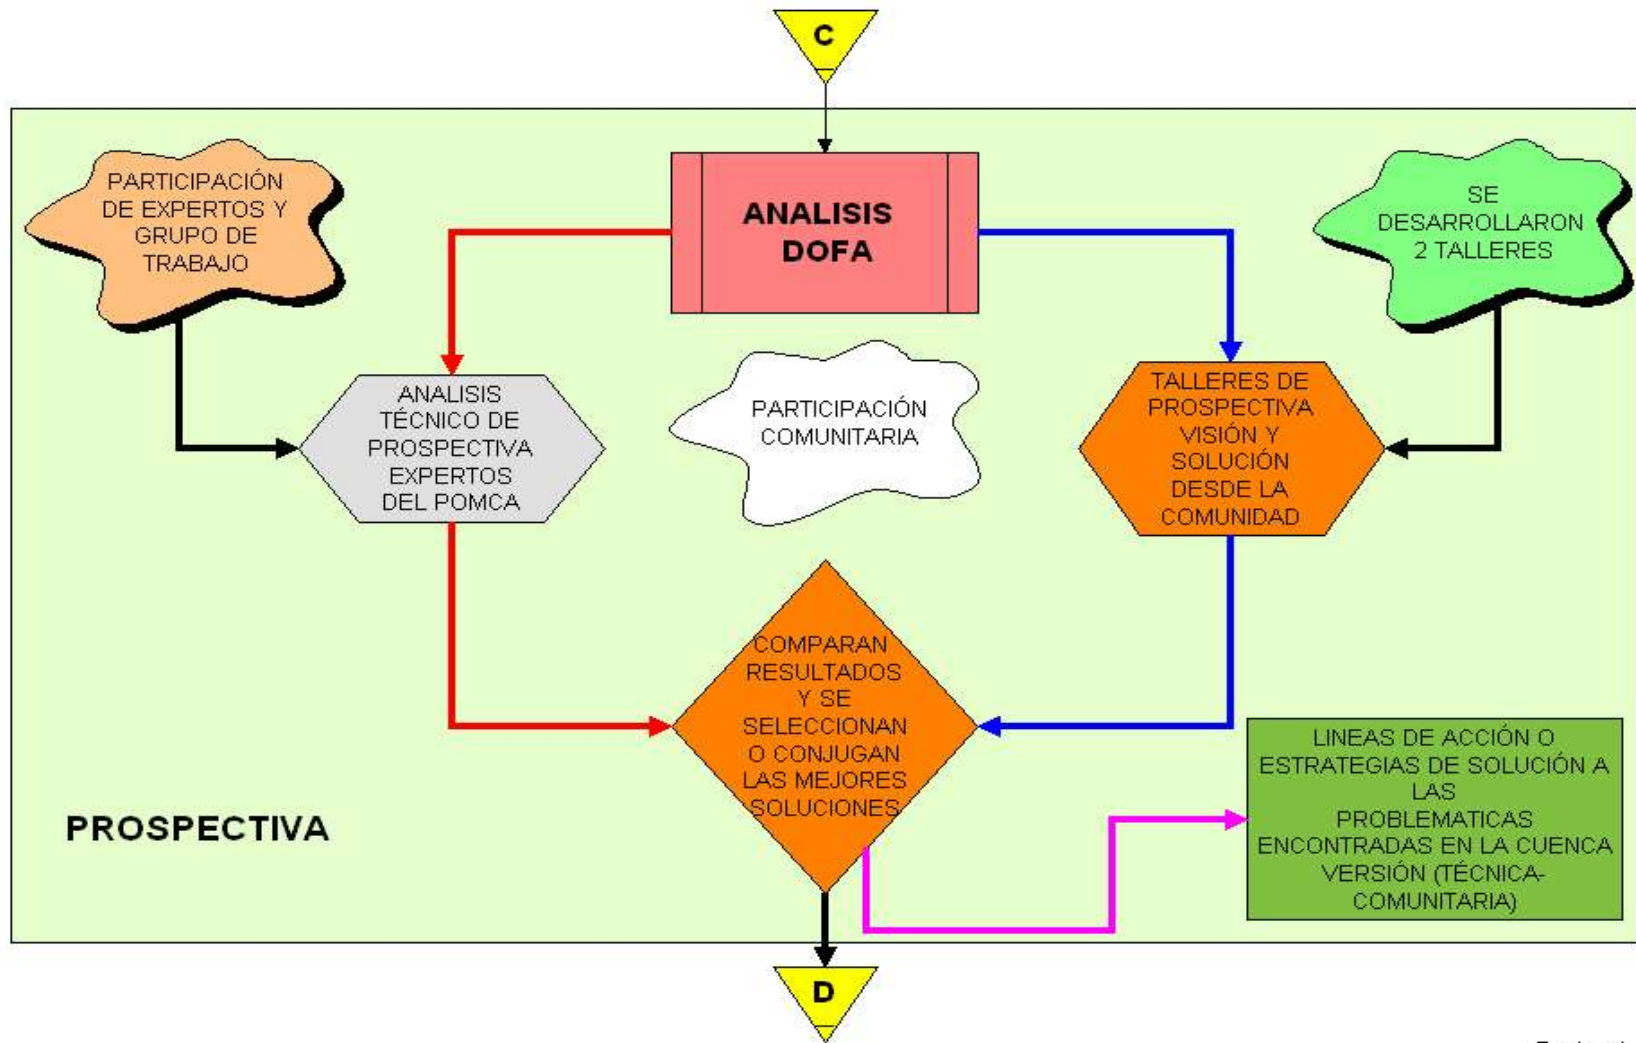 C
PARTICIPACIÓN
DE EXPERTOS Y
GRUPO DE
TRABAJO
ANALISIS
DOFA
SE
DESARROLLARON
2 TALLERES
ANALISIS
TÉCNICO DE
PROSPECTIVA
EXPERTOS
DEL POMCA
PARTICIPACIÓN
COMUNITARIA
TALLERES DE
PROSPECTIVA
VISIÓN Y
SOLUCIÓN
DESDE LA
COMUNIDAD
COMPARAN
RESULTADOS
Y SE
SELECCIONAN
O CONJUGAN
LAS MEJORES
SOLUCIONES
LINEAS DE ACCIÓN O
ESTRATEGIAS DE SOLUCIÓN A
LAS
PROBLEMATICAS
ENCONTRADAS EN LA CUENCA
VERSIÓN (TÉCNICA-
COMUNITARIA)
PROSPECTIVA
D